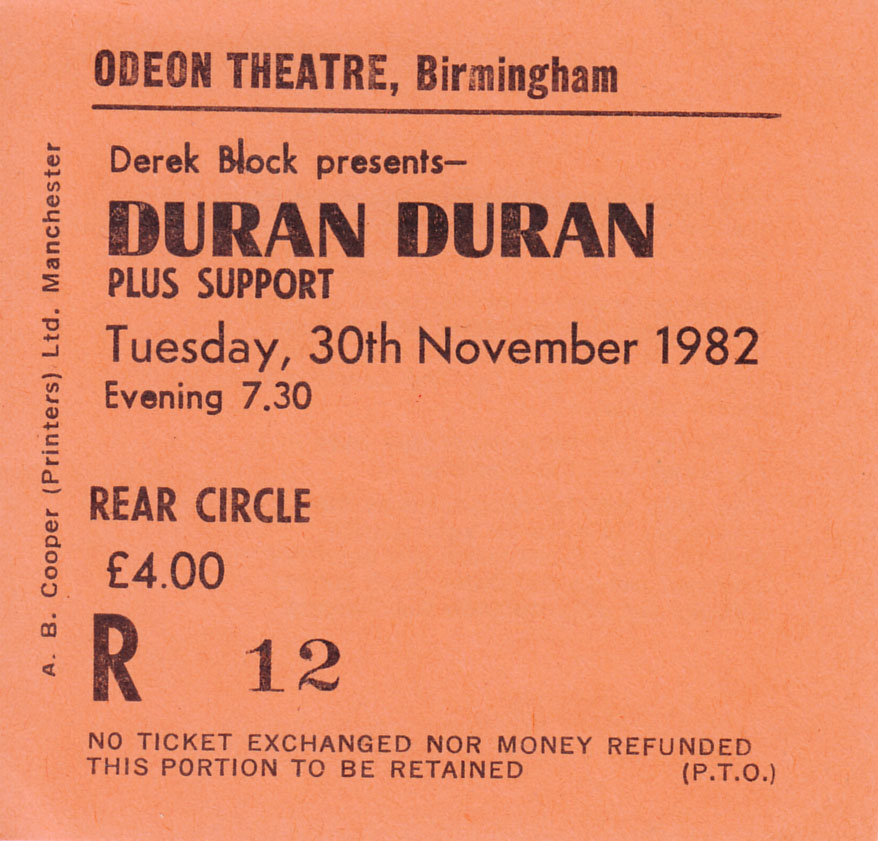 ODEON THEATRE, Birmingham
Derek Block presents—
DURAN DURAN
PLUS SUPPORT
Tuesday, 30th November 1982
Evening 7.30
REAR CIRCLE
£4.00
R 12
NO TICKET EXCHANGED NOR MONEY REFUNDED
THIS PORTION TO BE RETAINED (P.T.O.)
A. B. Cooper (Printers) Ltd. Manchester